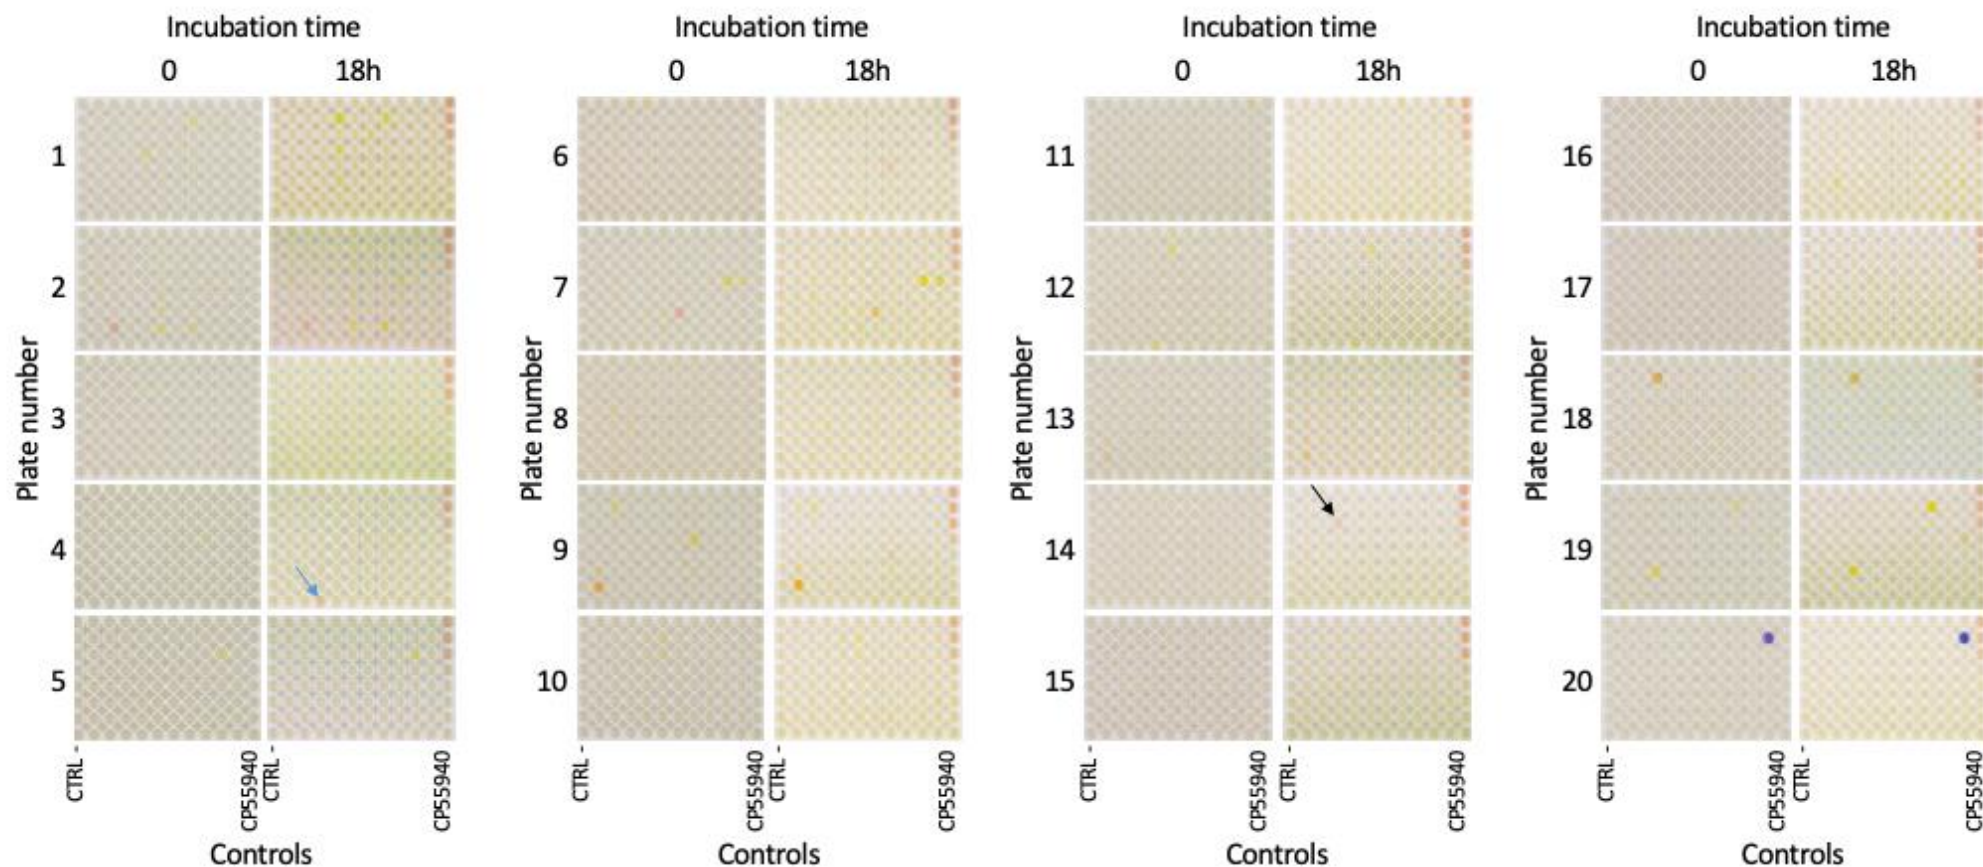 Incubation time Incubation time Incubation time Incubation time
0 18h 0 18h 0 18h 0 18h
1 6 11 16
2 7 12 17
3 8 13 18
4 9 14 19
5 10 15 20
Plate number Plate number Plate number Plate number
CTRL - CP55940 CTRL - CP55940 CTRL - CP55940 CTRL - CP55940 CTRL - CP55940 CTRL - CP55940 CTRL - CP55940 CTRL - CP55940
Controls Controls Controls Controls